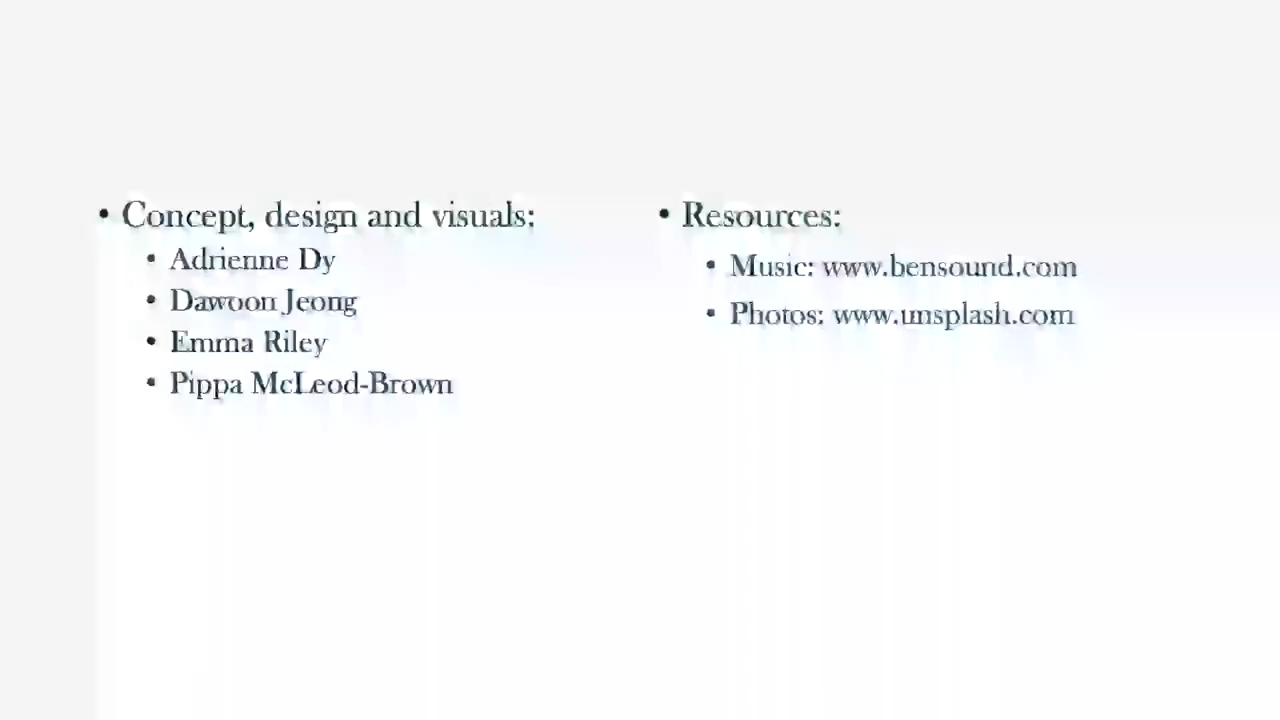 • Concept, design and visuals:
• Adrienne Dy
• Dawoon Jeong
• Emma Riley
• Pippa McLeod-Brown
• Resources:
• Music: www.bensound.com
• Photos: www.unsplash.com